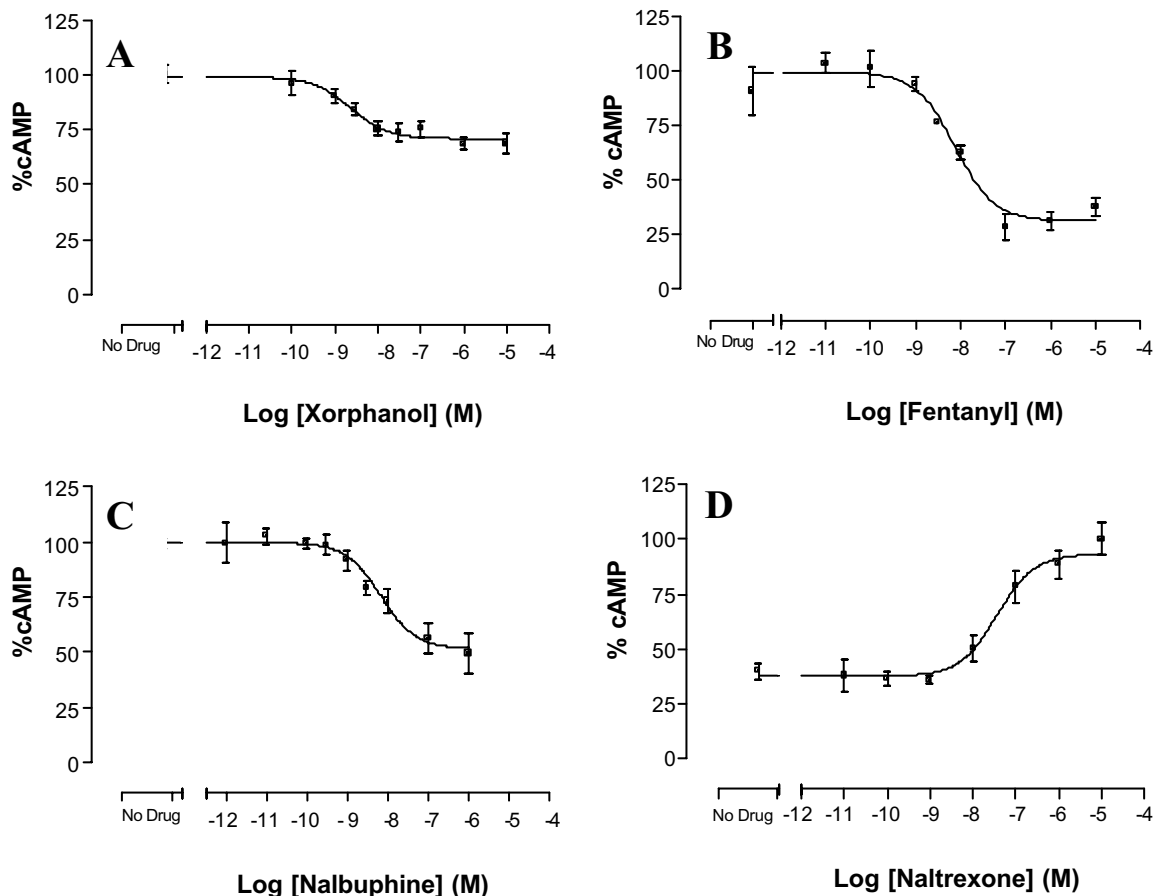 A
125
100
75
50
25
0
%cAMP
No Drug
-12 -11 -10 -9 -8 -7 -6 -5 -4
Log [Xorphanol] (M)
B
125
100
75
50
25
0
% cAMP
No Drug
-12 -11 -10 -9 -8 -7 -6 -5 -4
Log [Fentanyl] (M)
C
125
100
75
50
25
0
%cAMP
No Drug
-12 -11 -10 -9 -8 -7 -6 -5 -4
Log [Nalbuphine] (M)
D
125
100
75
50
25
0
% cAMP
No Drug
-12 -11 -10 -9 -8 -7 -6 -5 -4
Log [Naltrexone] (M)